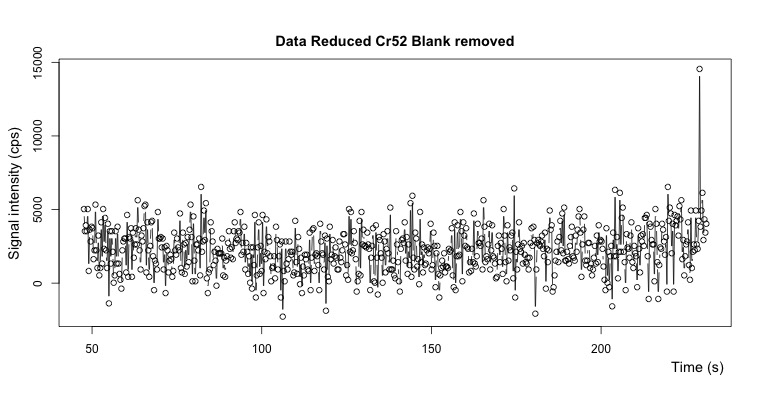 Data Reduced Cr52 Blank removed
Signal intensity (cps)
15000
10000
5000
0
50 100 150 200
Time (s)